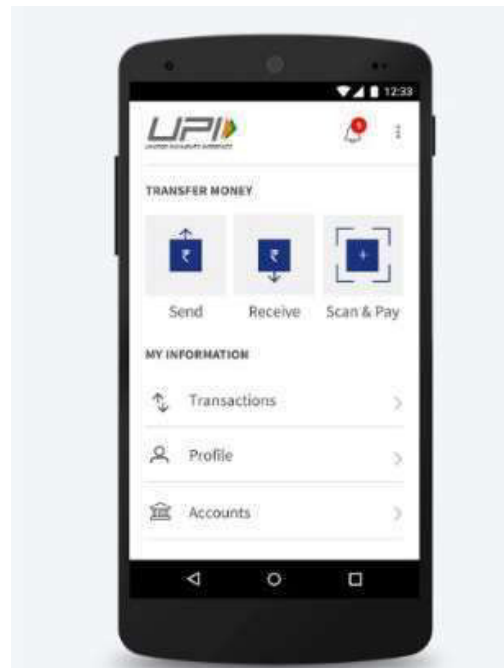 12:33
UPI
TRANSFER MONEY
₹ ₹ +
Send Receive Scan & Pay
MY INFORMATION
Transactions
Profile
Accounts